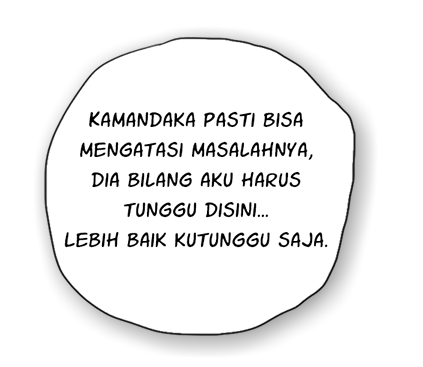 KAMANDAKA PASTI BISA
MENGATASI MASALAHNYA,
DIA BILANG AKU HARUS
TUNGGU DISINI...
LEBIH BAIK KUTUNGGU SAJA.